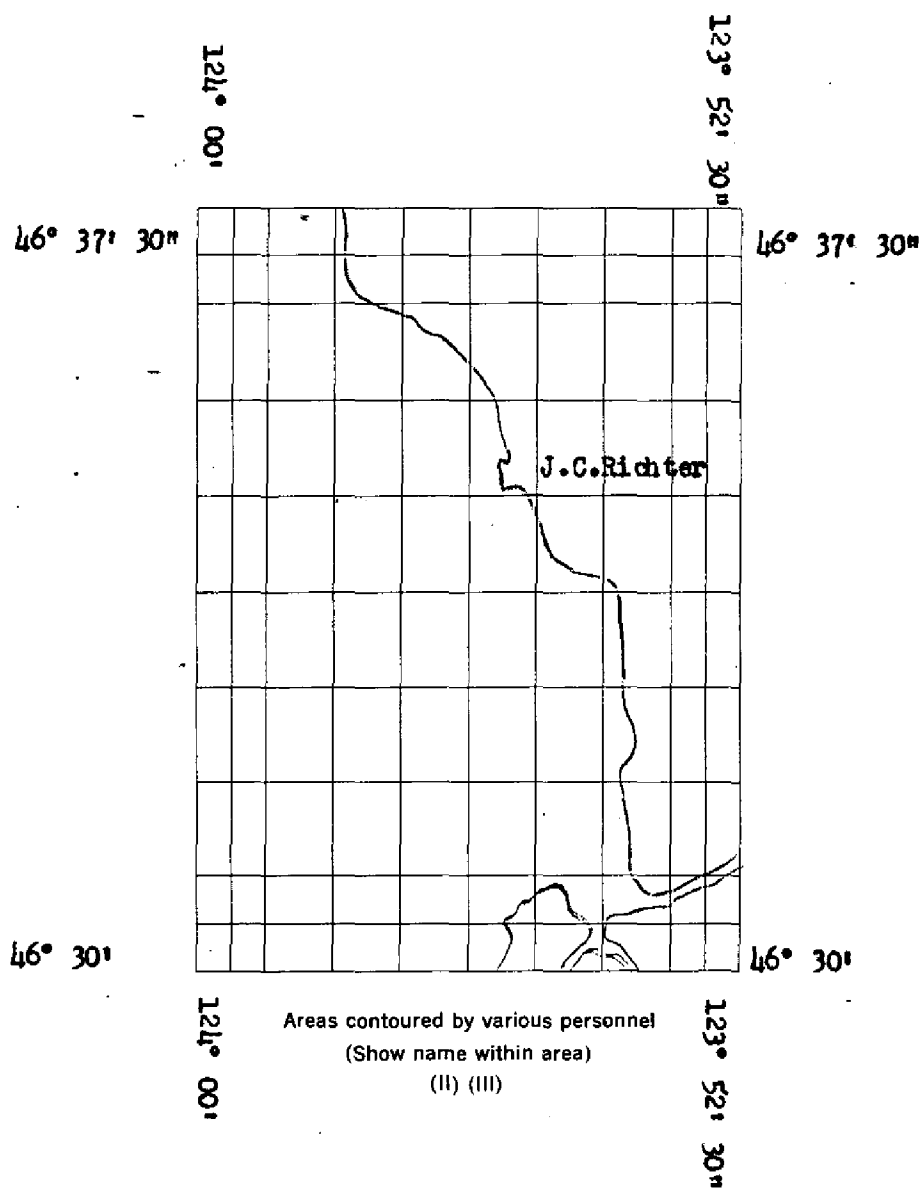 124° 00'
123° 52' 30"
46° 37' 30"
46° 37' 30"
J.C.Richter
46° 30'
46° 30'
124° 00'
Areas contoured by various personnel
(Show name within area)
(II) (III)
123° 52' 30"